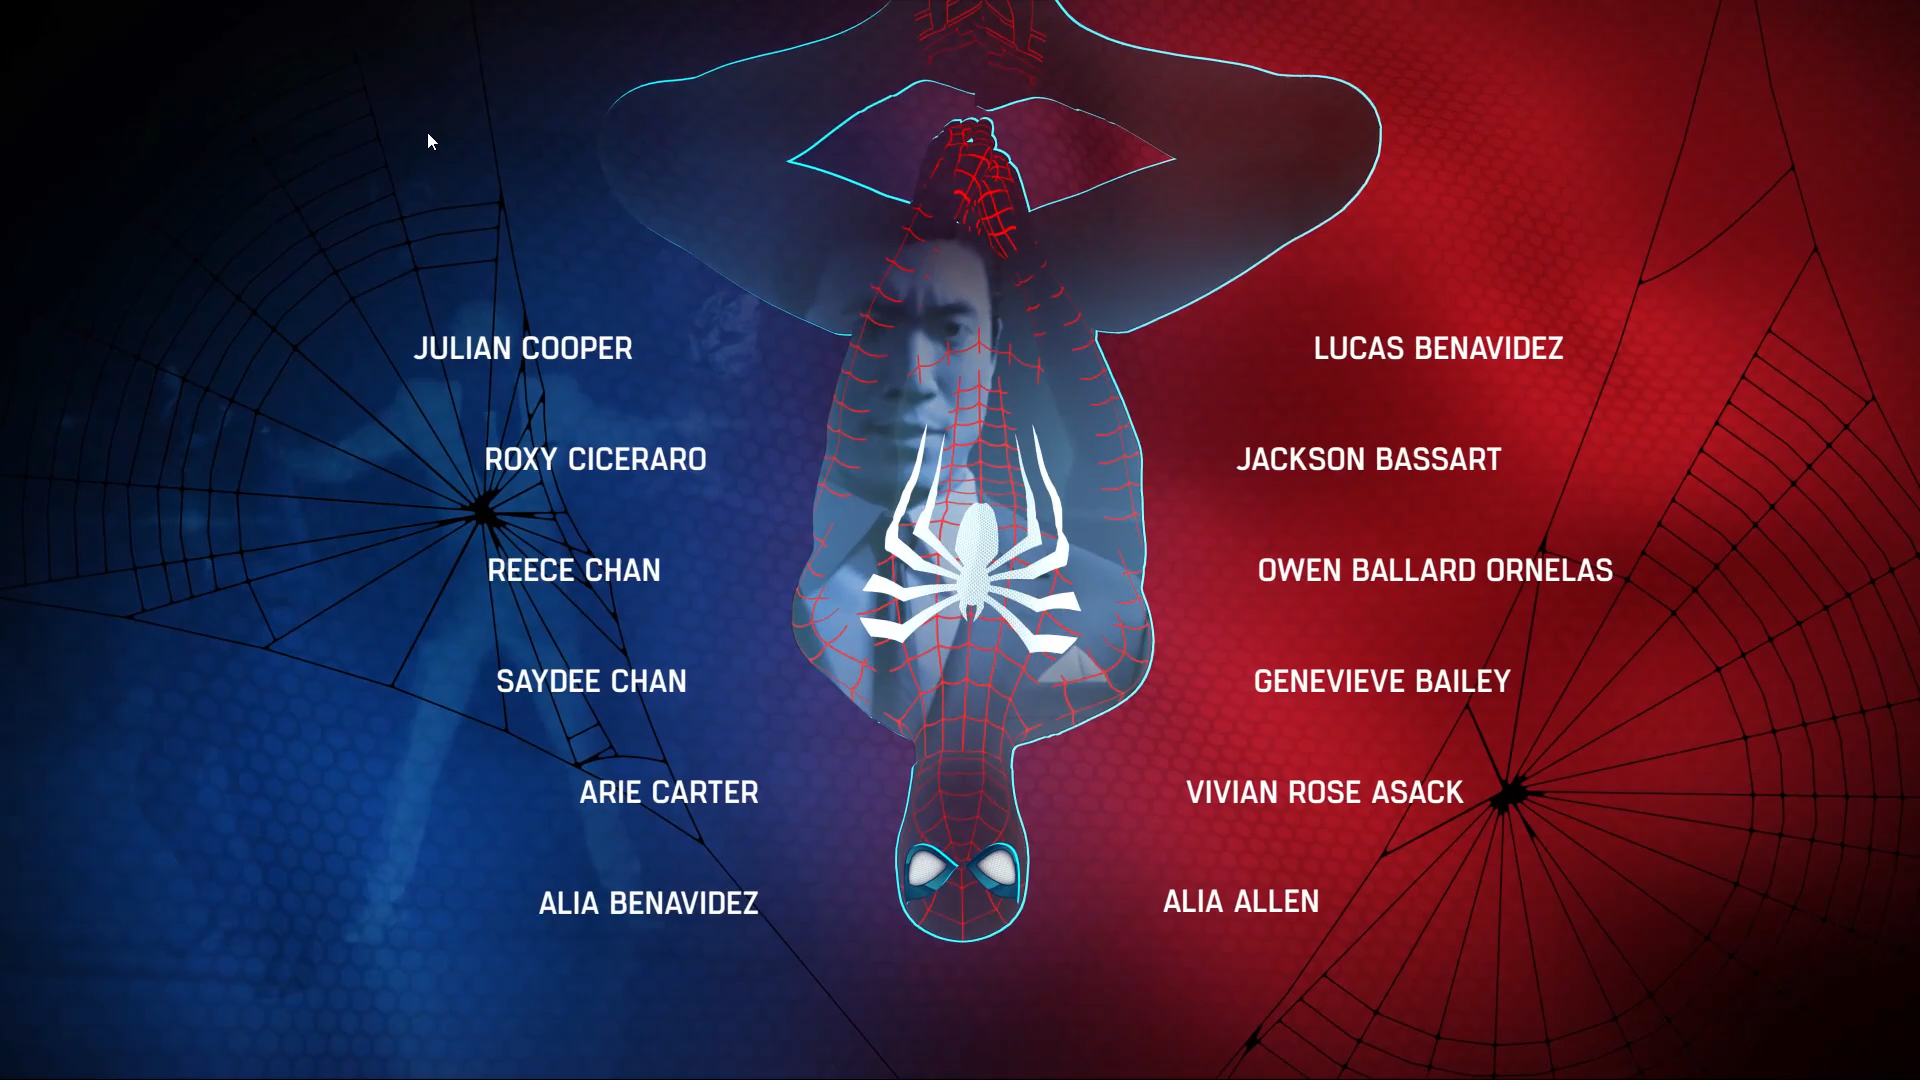 JULIAN COOPER
LUCAS BENAVIDEZ
ROXY CICERARO
JACKSON BASSART
REECE CHAN
OWEN BALLARD ORNELAS
SAYDEE CHAN
GENEVIEVE BAILEY
ARIE CARTER
VIVIAN ROSE ASACK
ALIA BENAVIDEZ
ALIA ALLEN